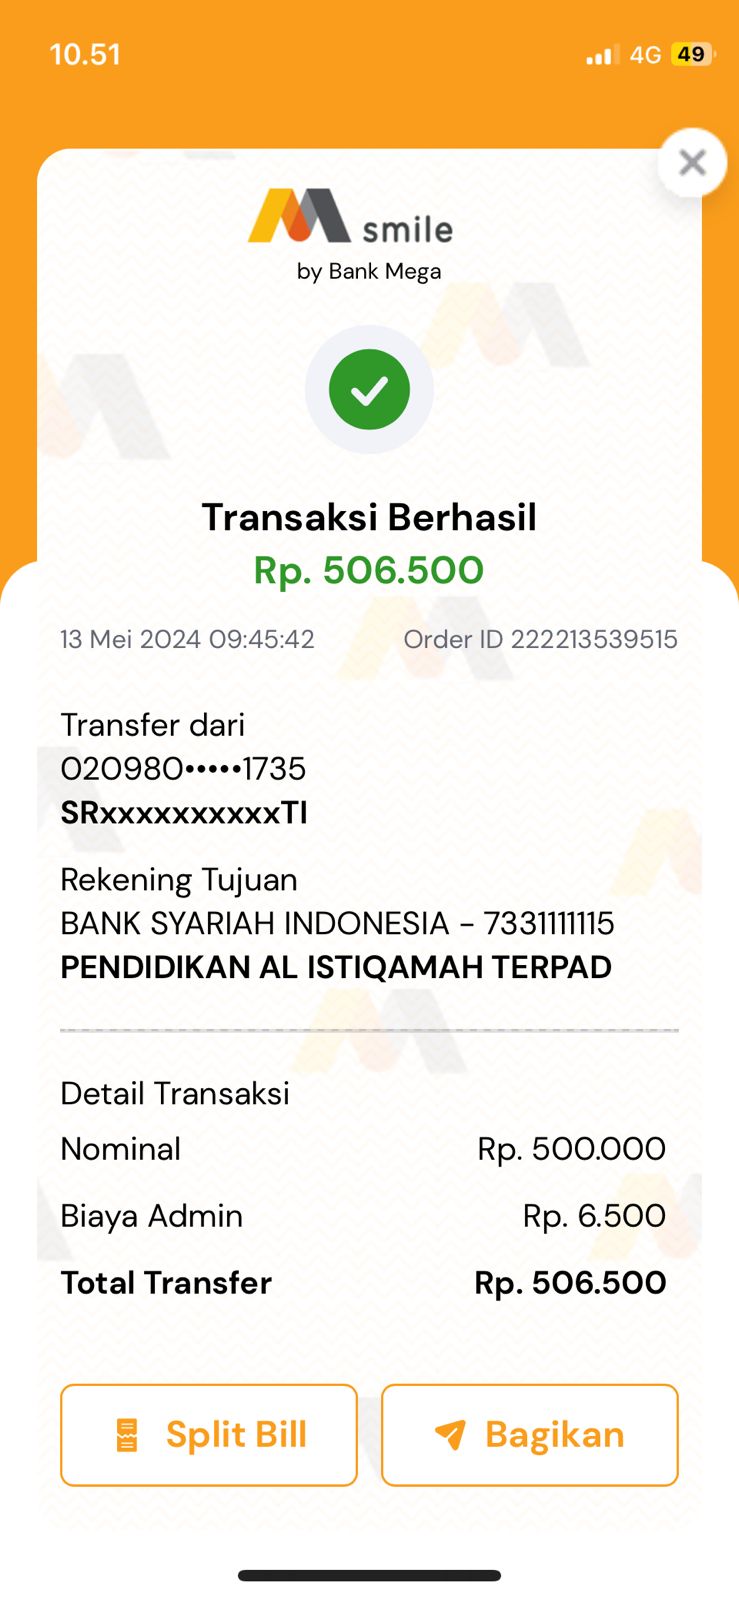 10.51
4G 49
smile
by Bank Mega
Transaksi Berhasil
Rp. 506.500
13 Mei 2024 09:45:42 Order ID 222213539515
Transfer dari
020980•••••1735
SRxxxxxxxxxxTI
Rekening Tujuan
BANK SYARIAH INDONESIA - 7331111115
PENDIDIKAN AL ISTIQAMAH TERPAD
Detail Transaksi
Nominal Rp. 500.000
Biaya Admin Rp. 6.500
Total Transfer Rp. 506.500
Split Bill Bagikan